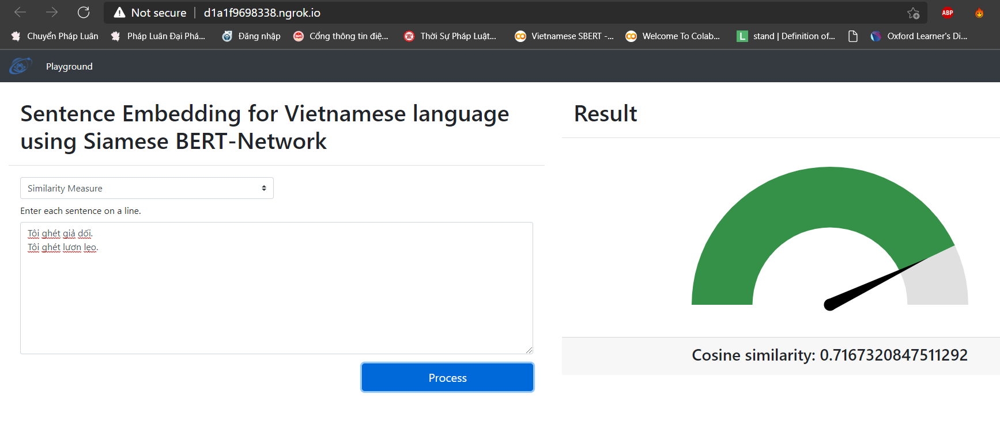 Not secure | d1a1f9698338.ngrok.io
ABP
Chuyển Pháp Luân Pháp Luân Đại Phá... Đăng nhập Cổng thông tin điệ... Thời Sự Pháp Luật... Vietnamese SBERT -... Welcome To Colab... L stand | Definition of... Oxford Learner's Di...
Playground
Sentence Embedding for Vietnamese language
using Siamese BERT-Network
Similarity Measure
Enter each sentence on a line.
Tôi ghét giả dối.
Tôi ghét lươn lẹo.
Process
Result
Cosine similarity: 0.7167320847511292